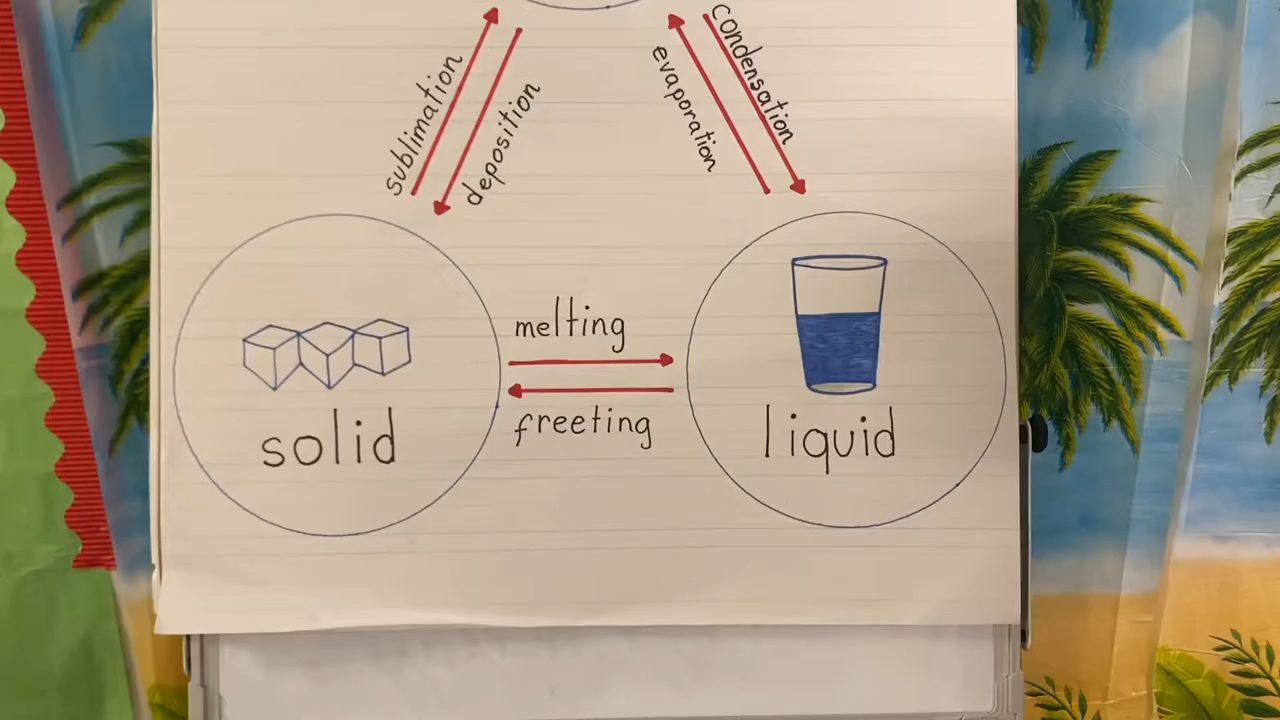 sublimation
deposition
evaporation
condensation
melting
freeting
solid
liquid